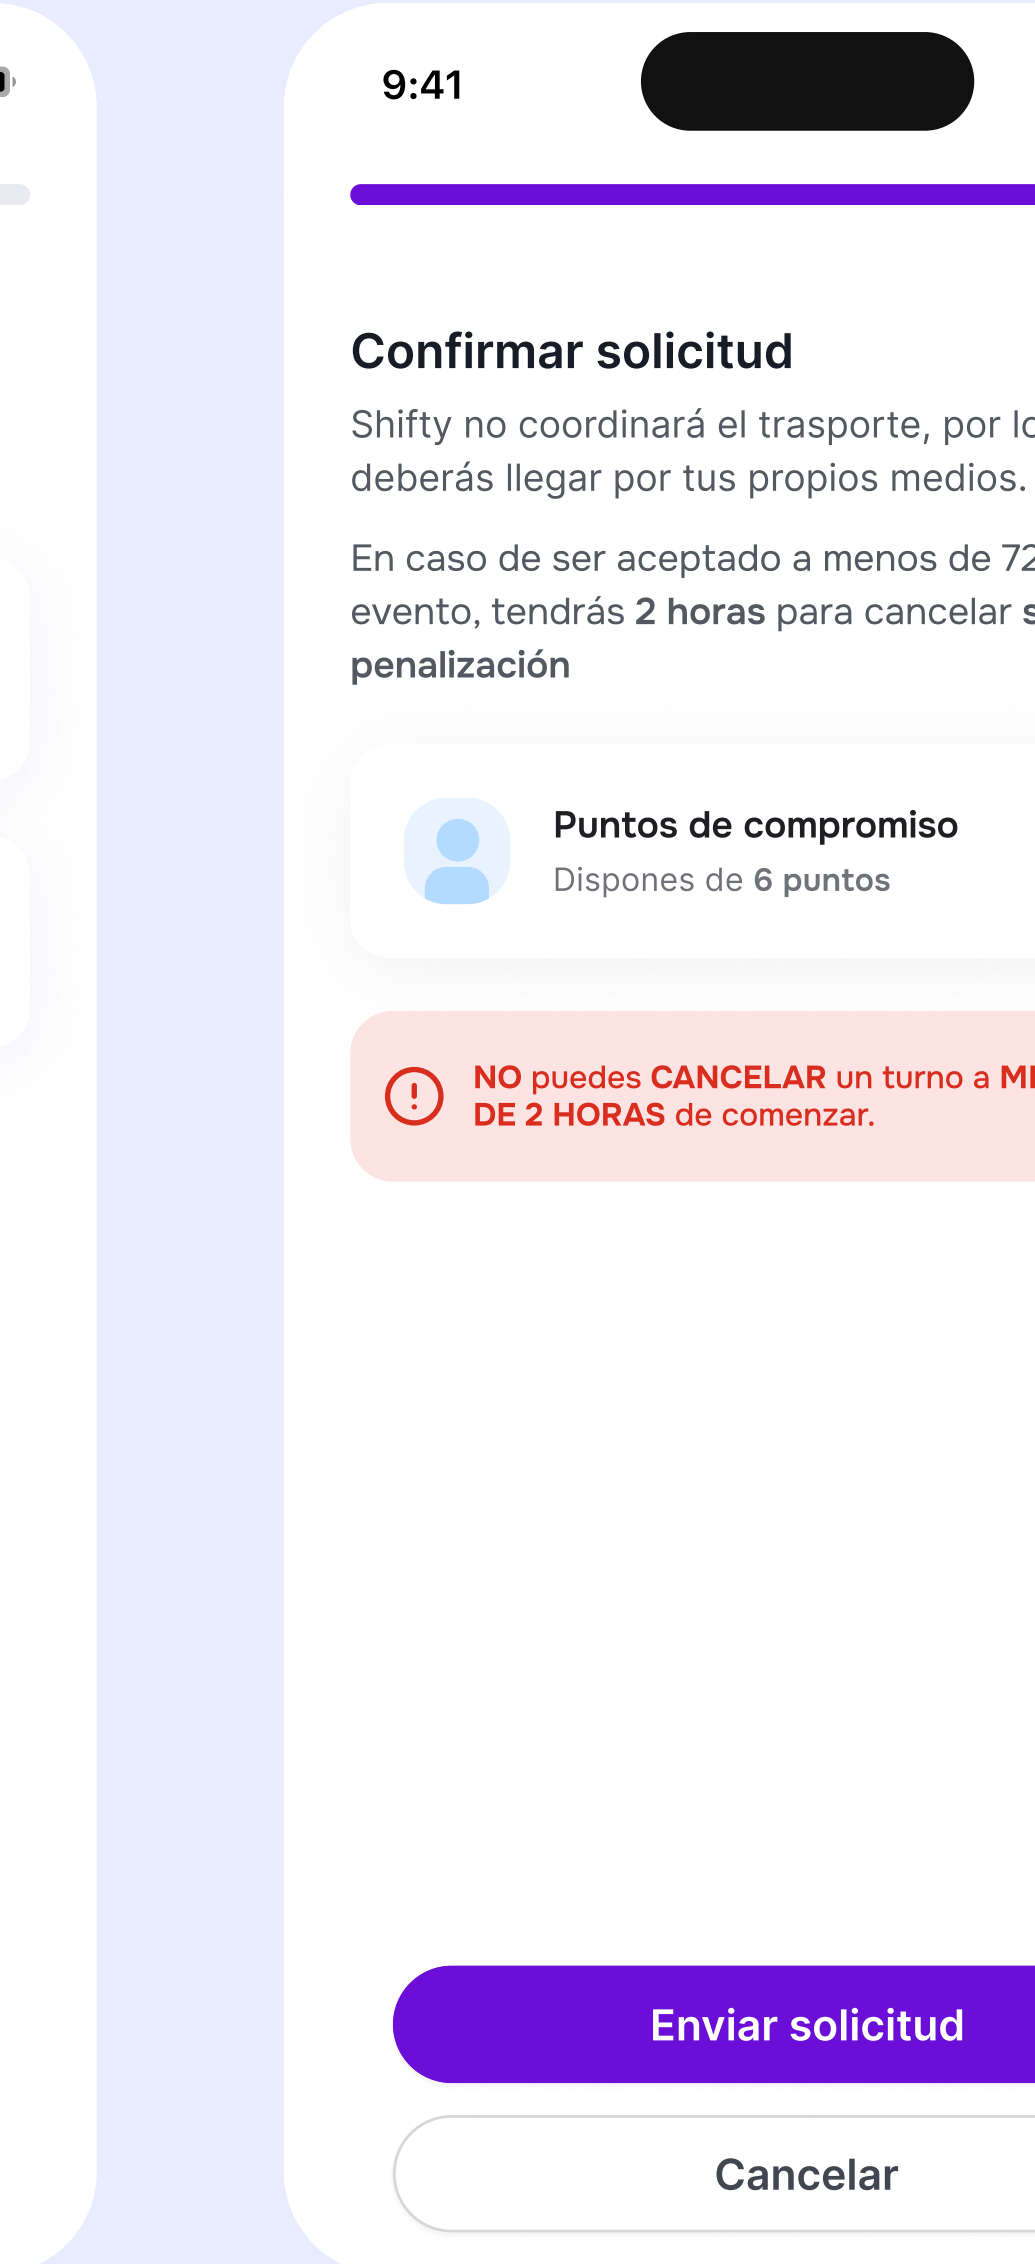 9:41
Confirmar solicitud
Shifty no coordinará el trasporte, por lo
deberás llegar por tus propios medios.
En caso de ser aceptado a menos de 72
evento, tendrás 2 horas para cancelar
penalización
Puntos de compromiso
Dispones de 6 puntos
NO puedes CANCELAR un turno a
DE 2 HORAS de comenzar.
Enviar solicitud
Cancelar